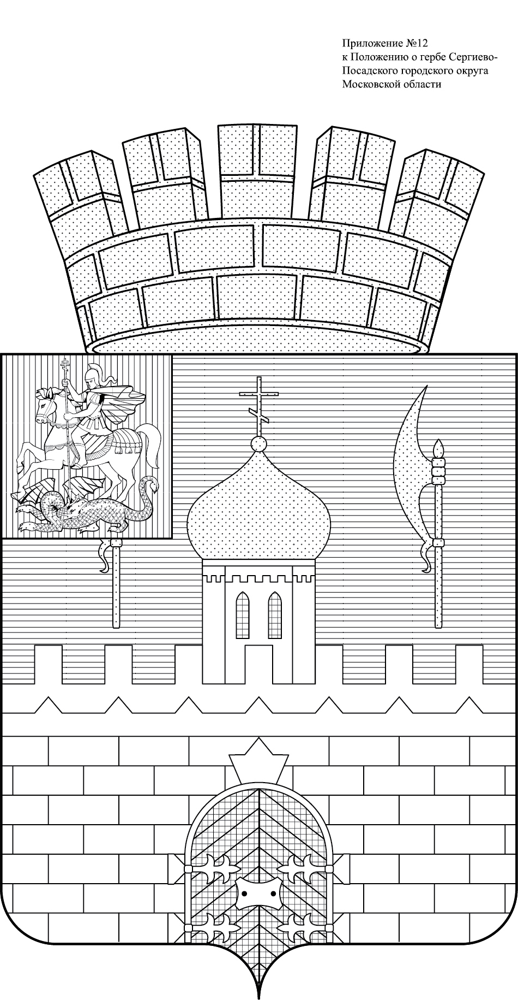 Приложение №12
к Положению о гербе Сергиево-
Посадского городского округа
Московской области